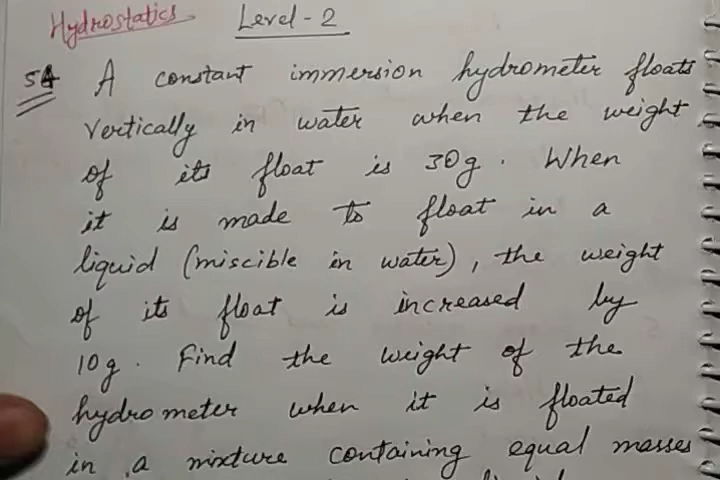 Hydrostatics Level - 2
54 A constant immersion hydrometer floats
vertically in water when the weight
of its float is 30g. When
it is made to float in a
liquid (miscible in water), the weight
of its float is increased by
10g. Find the weight of the
hydrometer when it is floated
in a mixture containing equal masses